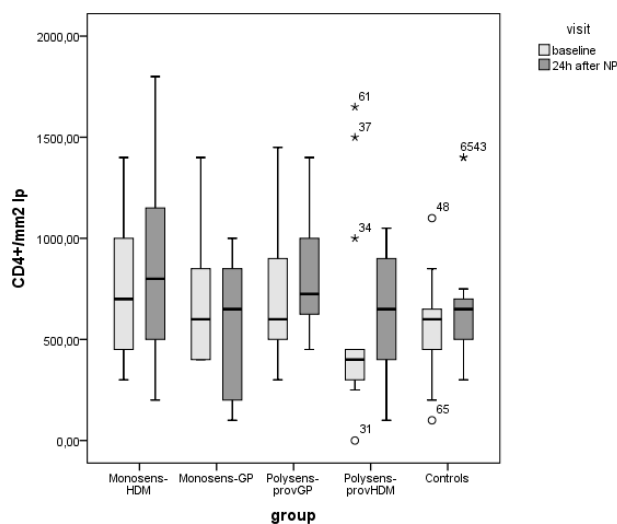 visit
baseline
24h after NP
2000,00
1500,00
1000,00
500,00
0,00
CD4+/mm2 lp
61
37
34
31
48
65
6543
Monosens-
HDM
Monosens-GP
Polysens-
provGP
Polysens-
provHDM
Controls
group